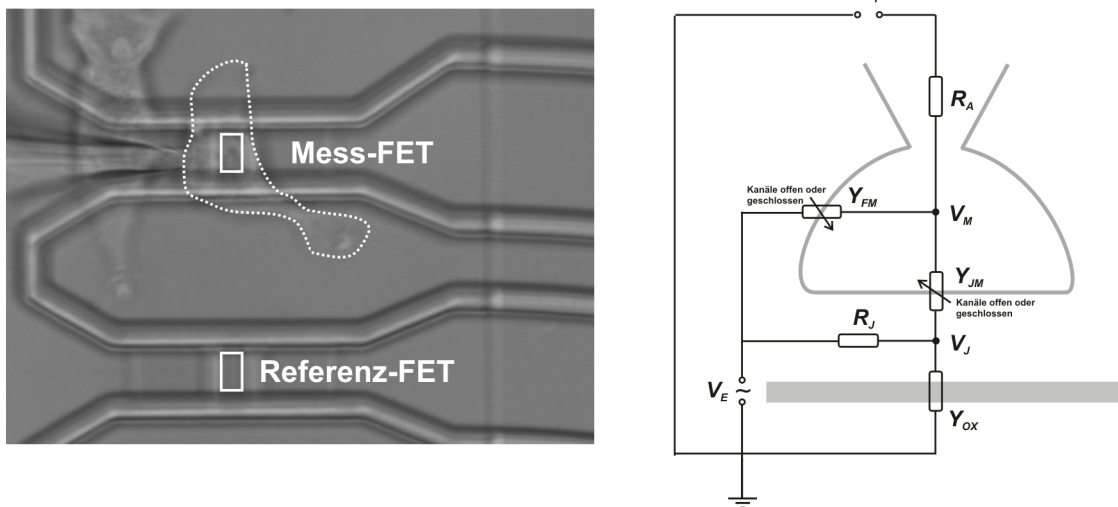 Mess-FET
Referenz-FET
R_A
Kanäle offen oder
geschlossen
Y_FM
V_M
Y_JM
Kanäle offen oder
geschlossen
R_J
V_J
V_E
~
Y_OX